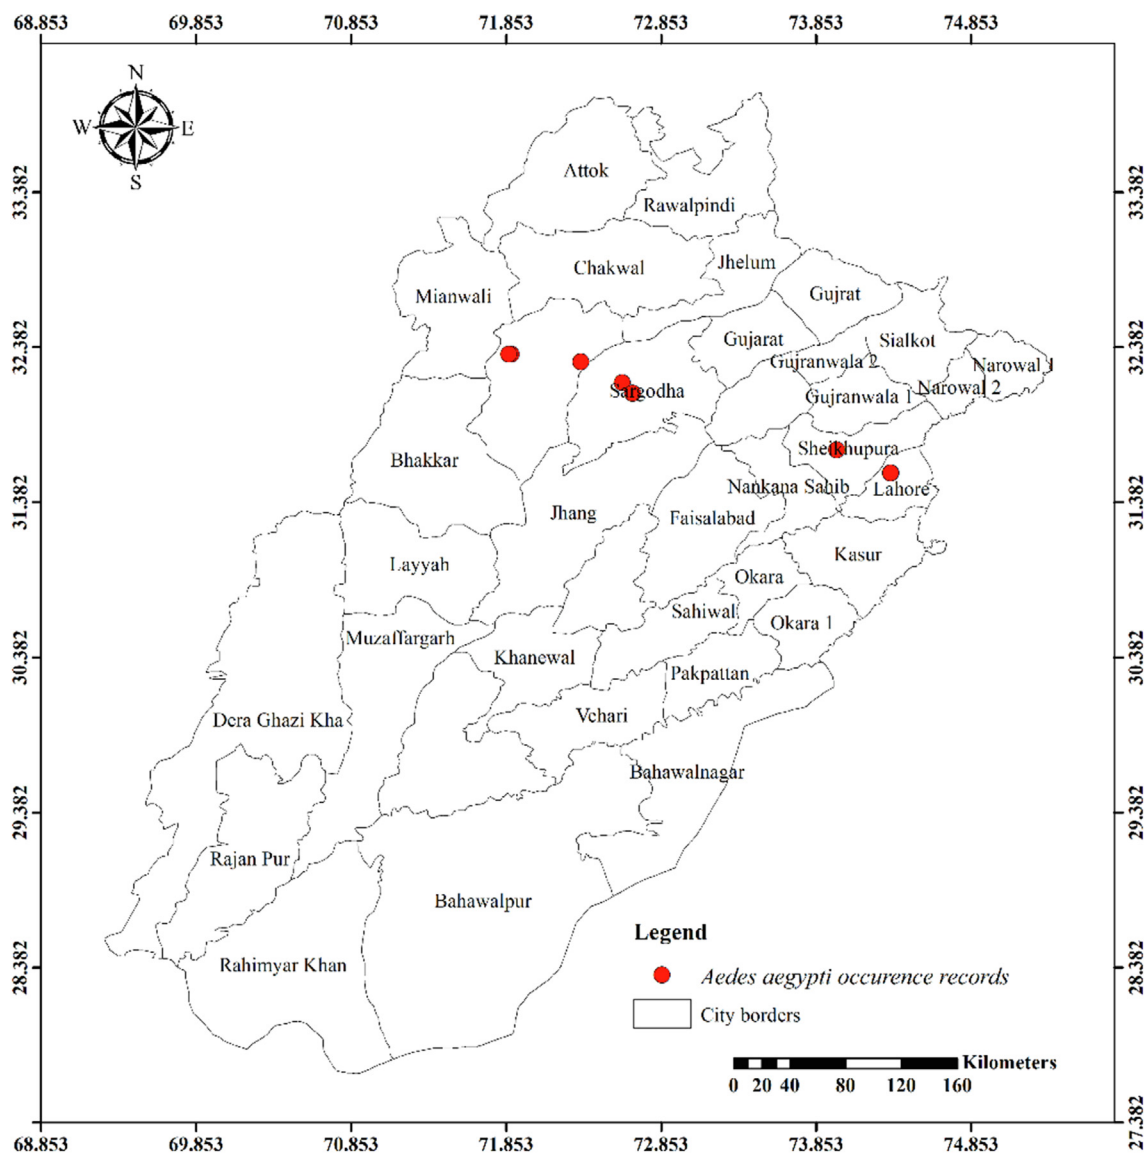 68.853 69.853 70.853 71.853 72.853 73.853 74.853
N
W E
S
33.382 33.382
32.382 32.382
31.382 31.382
30.382 30.382
29.382 29.382
28.382 28.382
27.382
Attok
Rawalpindi
Chakwal
Jhelum
Mianwali
Gujrat
Gujarat
Sialkot
Gujranwala 2
Narowal 1
Narowal 2
Sargodha
Gujranwala 1
Sheikhupura
Bhakkar
Nankana Sahib
Lahore
Jhang
Faisalabad
Kasur
Layyah
Okara
Sahiwal
Okara 1
Muzaffargarh
Khanewal
Pakpattan
Vehari
Dera Ghazi Kha
Bahawalnagar
Rajan Pur
Bahawalpur
Rahimyar Khan
Legend
Aedes aegypti occurence records
City borders
Kilometers
0 20 40 80 120 160
68.853 69.853 70.853 71.853 72.853 73.853 74.853